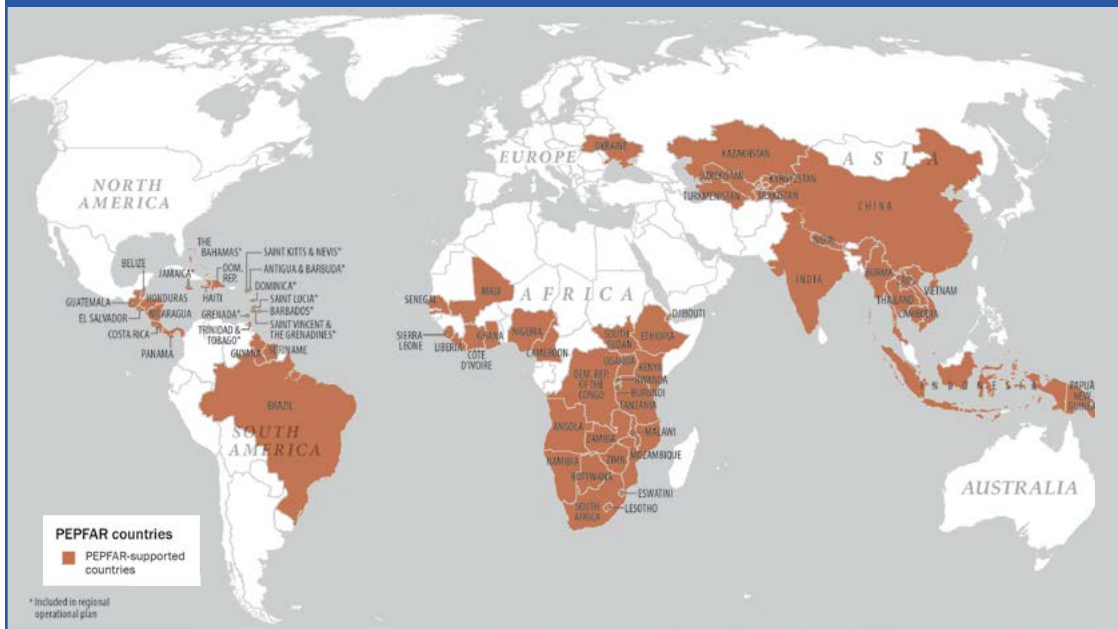 NORTH
AMERICA
EUROPE
ASIA
AFRICA
SOUTH
AMERICA
AUSTRALIA
THE
BAHAMAS*
BELIZE
JAMAICA*
DOM.
REP.
SAINT KITTS & NEVIS*
ANTIGUA & BARBUDA*
DOMINICA*
SAINT LUCIA*
BARBADOS*
SAINT VINCENT &
THE GRENADINES*
GUATEMALA
HONDURAS
HAITI
GRENADA*
EL SALVADOR
NICARAGUA
COSTA RICA
TRINIDAD &
TOBAGO*
PANAMA
GUYANA
SURINAME
BRAZIL
UKRAINE
KAZAKHSTAN
UZBEKISTAN
KYRGYZSTAN
TURKMENISTAN
TAJIKISTAN
CHINA
NEPAL
INDIA
BURMA
LAOS
VIETNAM
THAILAND
CAMBODIA
INDONESIA
PAPUA
NEW
GUINEA
SENEGAL
MALI
SIERRA
LEONE
LIBERIA
CÔTE
D'IVOIRE
GHANA
NIGERIA
CAMEROON
DJIBOUTI
SOUTH
SUDAN
ETHIOPIA
UGANDA
KENYA
DEM. REP.
OF THE
CONGO
RWANDA
BURUNDI
TANZANIA
ANGOLA
ZAMBIA
MALAWI
MOZAMBIQUE
NAMIBIA
ZIMB.
BOTSWANA
ESWATINI
SOUTH
AFRICA
LESOTHO
PEPFAR countries
PEPFAR-supported
countries
* Included in regional
operational plan